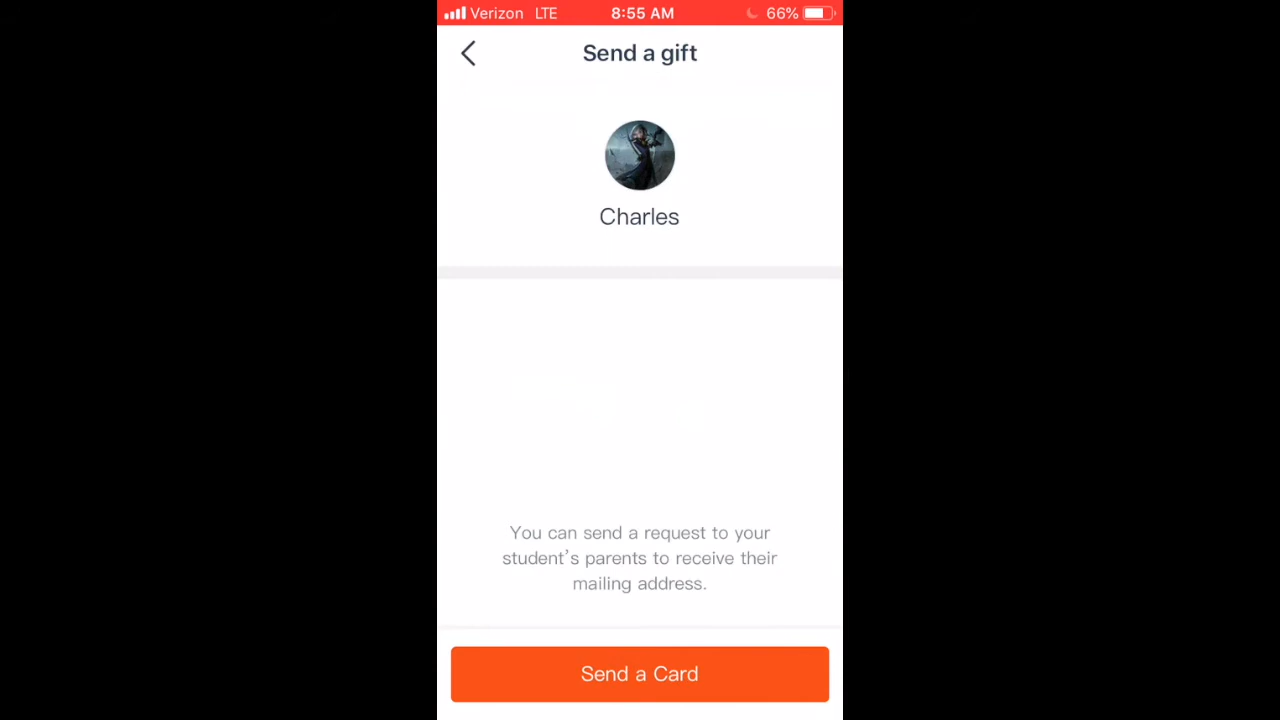 Verizon LTE 8:55 AM 66%
Send a gift
Charles
You can send a request to your
student's parents to receive their
mailing address.
Send a Card